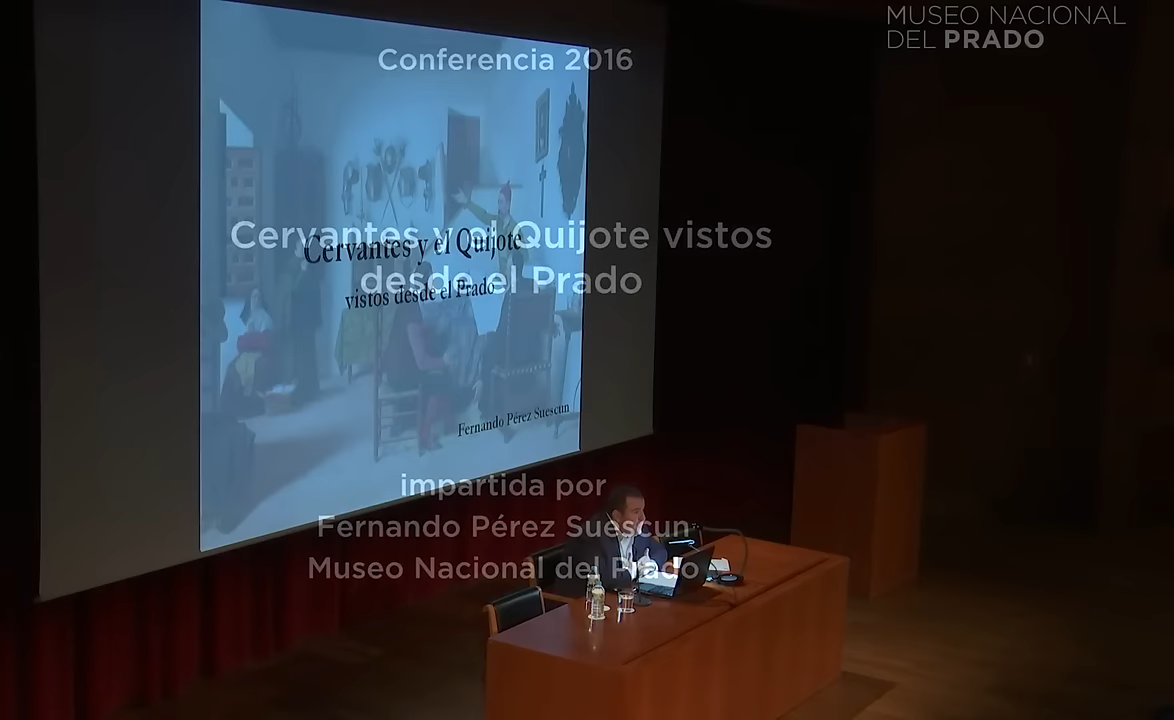 MUSEO NACIONAL
DEL PRADO
Conferencia 2016
Cervantes y el Quijote vistos
desde el Prado
Cervantes y el Quijote
vistos desde el Prado
Fernando Pérez Suescun
impartida por
Fernando Pérez Suescun
Museo Nacional del Prado